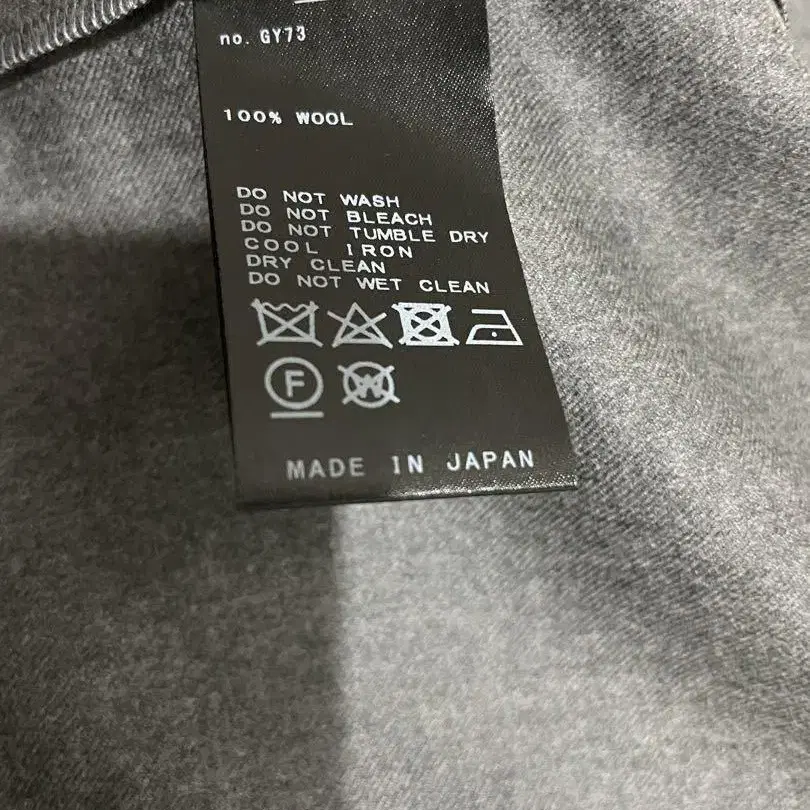 no. GY73
100% WOOL
DO NOT WASH
DO NOT BLEACH
DO NOT TUMBLE DRY
COOL IRON
DRY CLEAN
DO NOT WET CLEAN
F W
MADE IN JAPAN